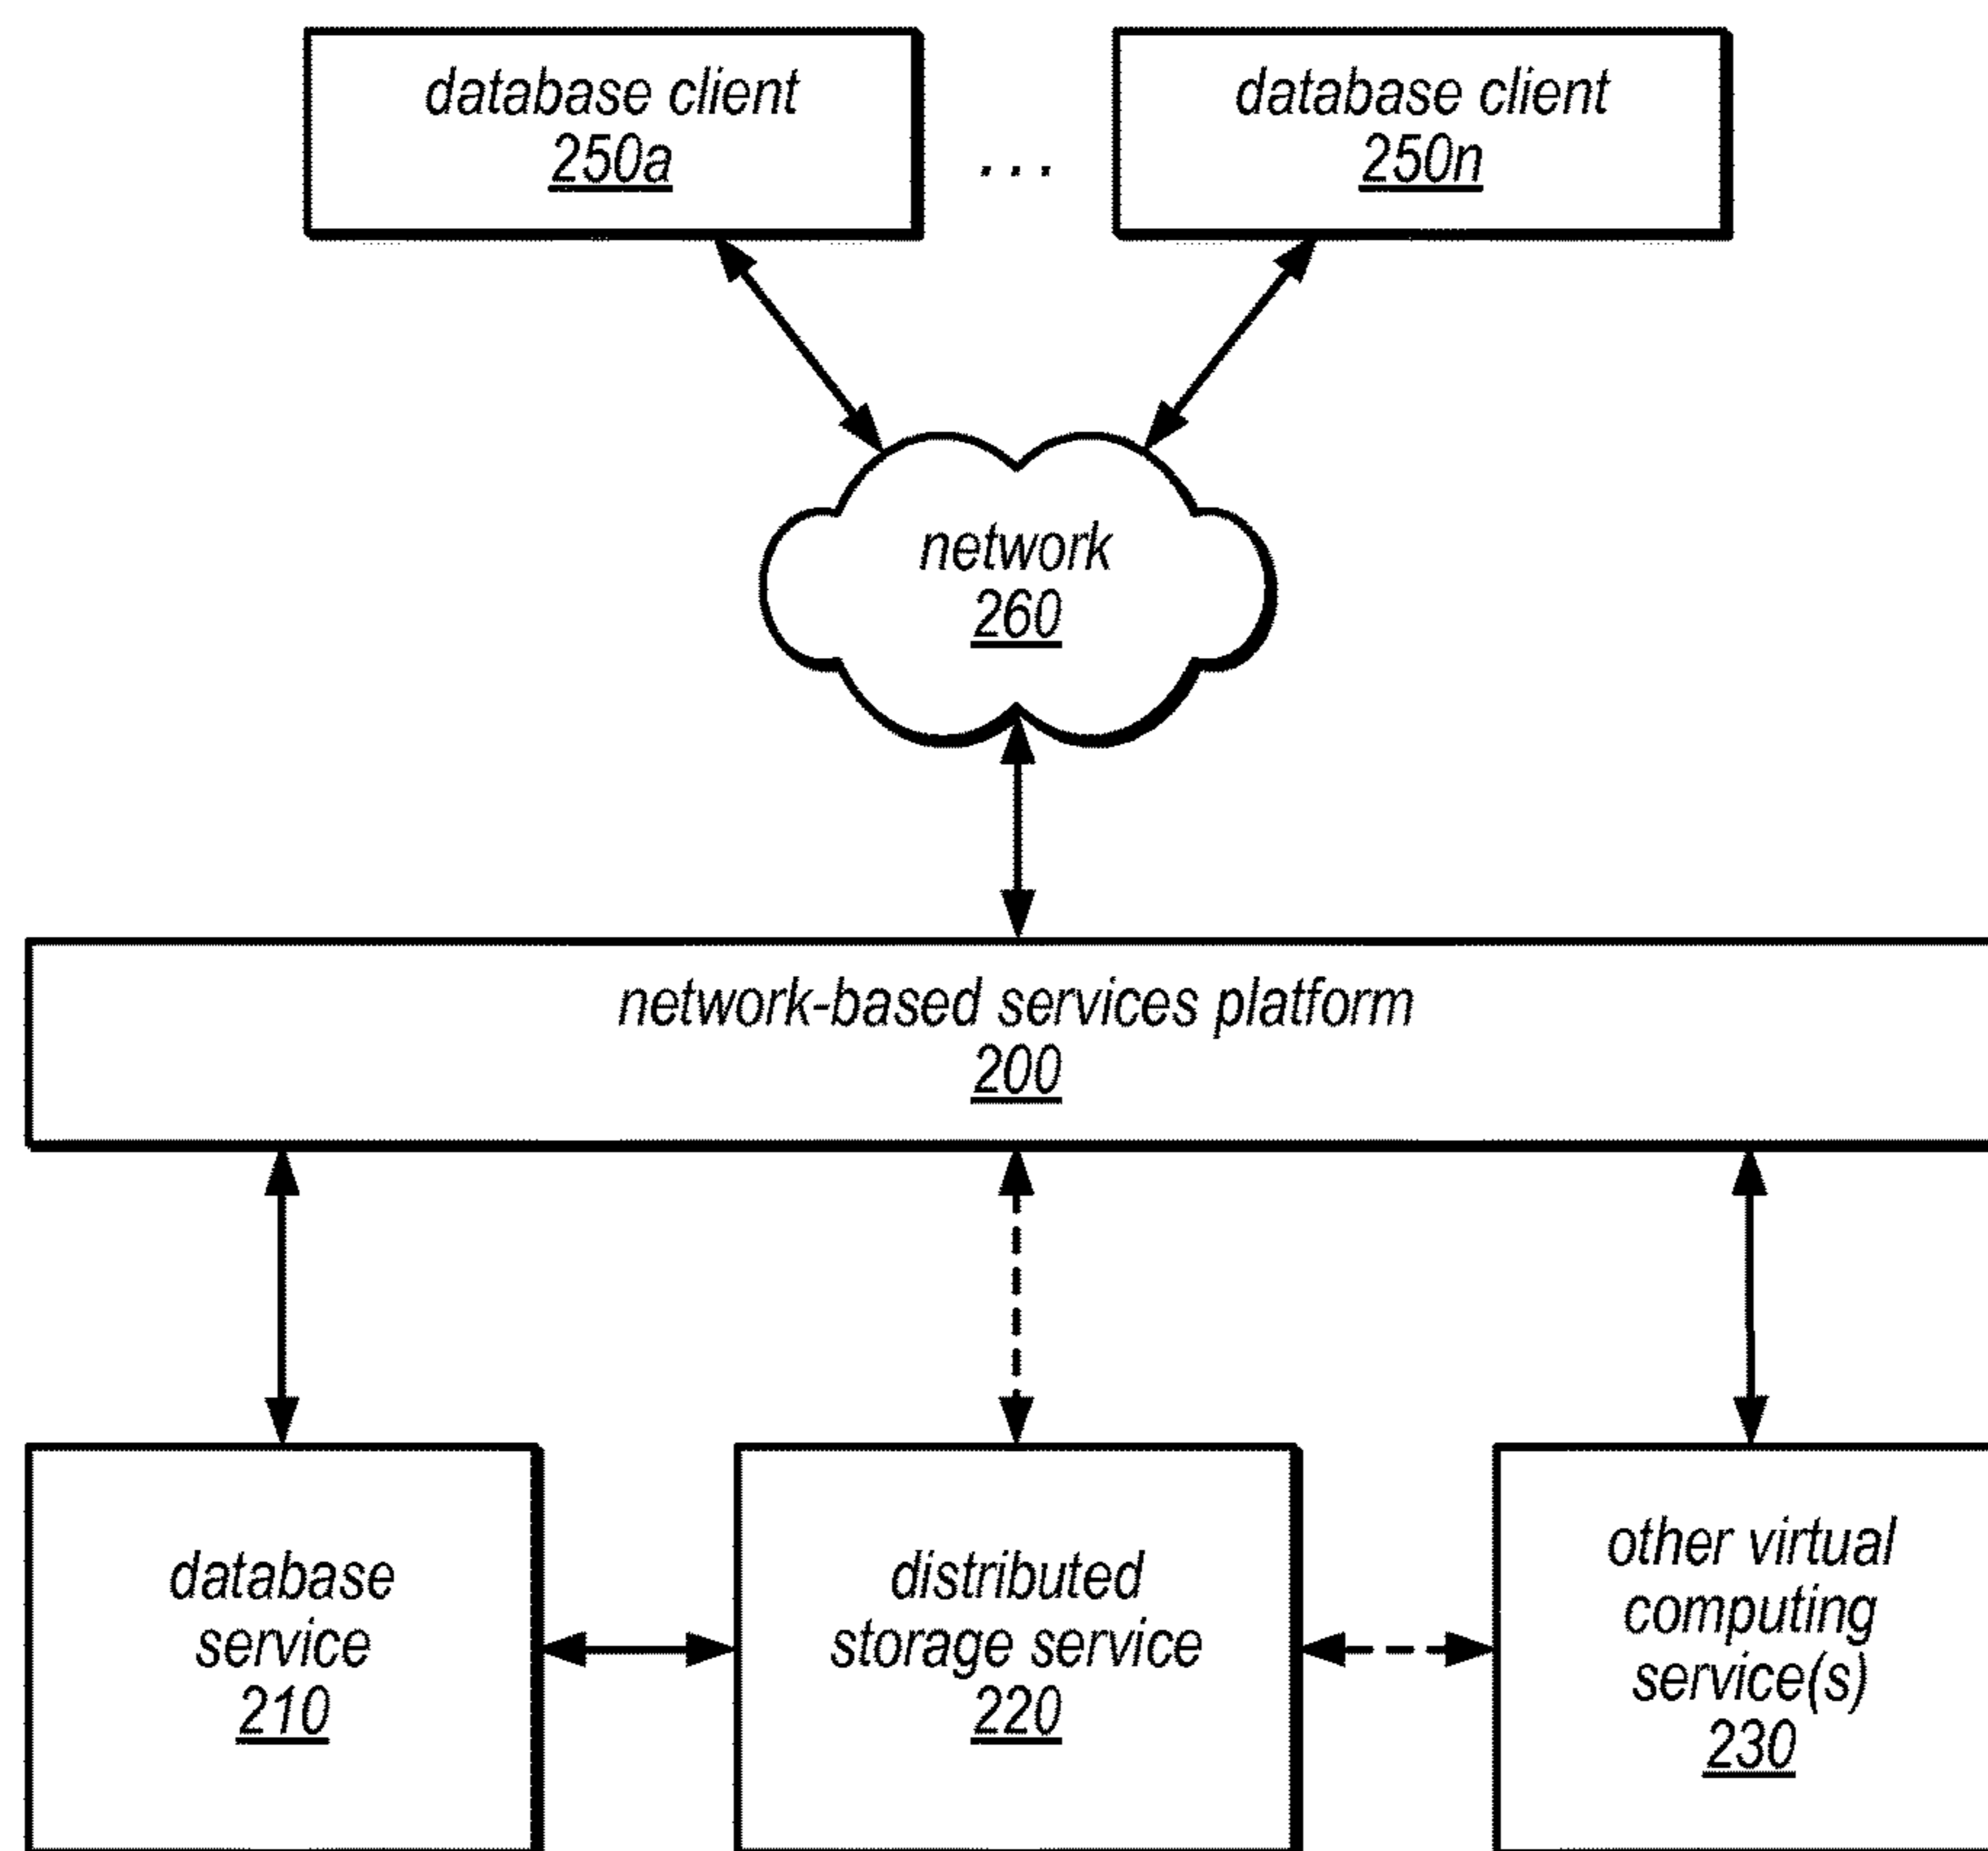 database client
250a
...
database client
250n
network
260
network-based services platform
200
database
service
210
distributed
storage service
220
other virtual
computing
service(s)
230